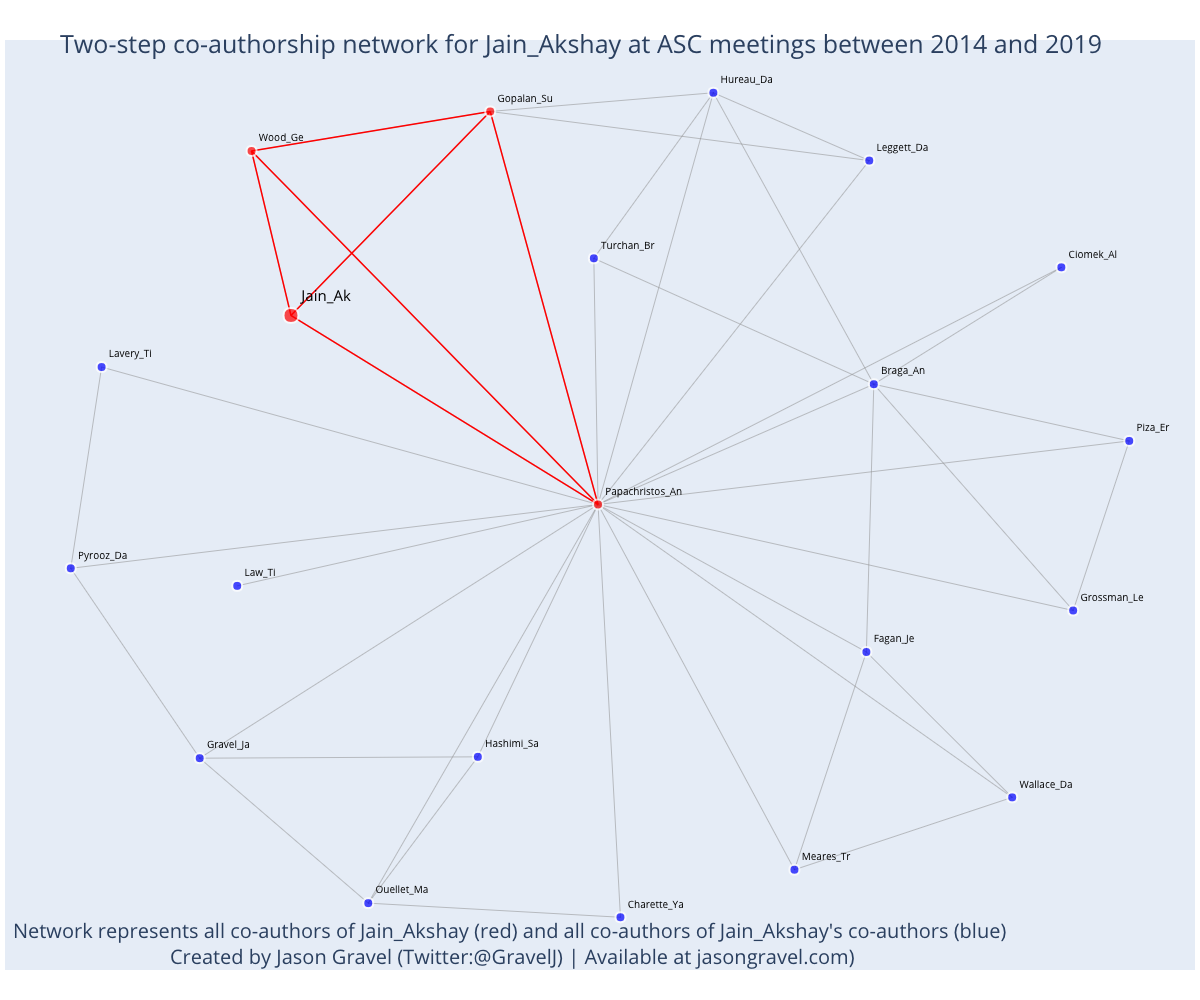 Two-step co-authorship network for Jain_Akshay at ASC meetings between 2014 and 2019
Hureau_Da
Gopalan_Su
Wood_Ge
Leggett_Da
Turchan_Br
Ciomek_Al
Jain_Ak
Lavery_Ti
Braga_An
Piza_Er
Papachristos_An
Pyrooz_Da
Law_Ti
Grossman_Le
Fagan_Je
Gravel_Ja
Hashimi_Sa
Wallace_Da
Meares_Tr
Ouellet_Ma
Charette_Ya
Network represents all co-authors of Jain_Akshay (red) and all co-authors of Jain_Akshay's co-authors (blue)
Created by Jason Gravel (Twitter:@GravelJ) | Available at jasongravel.com)